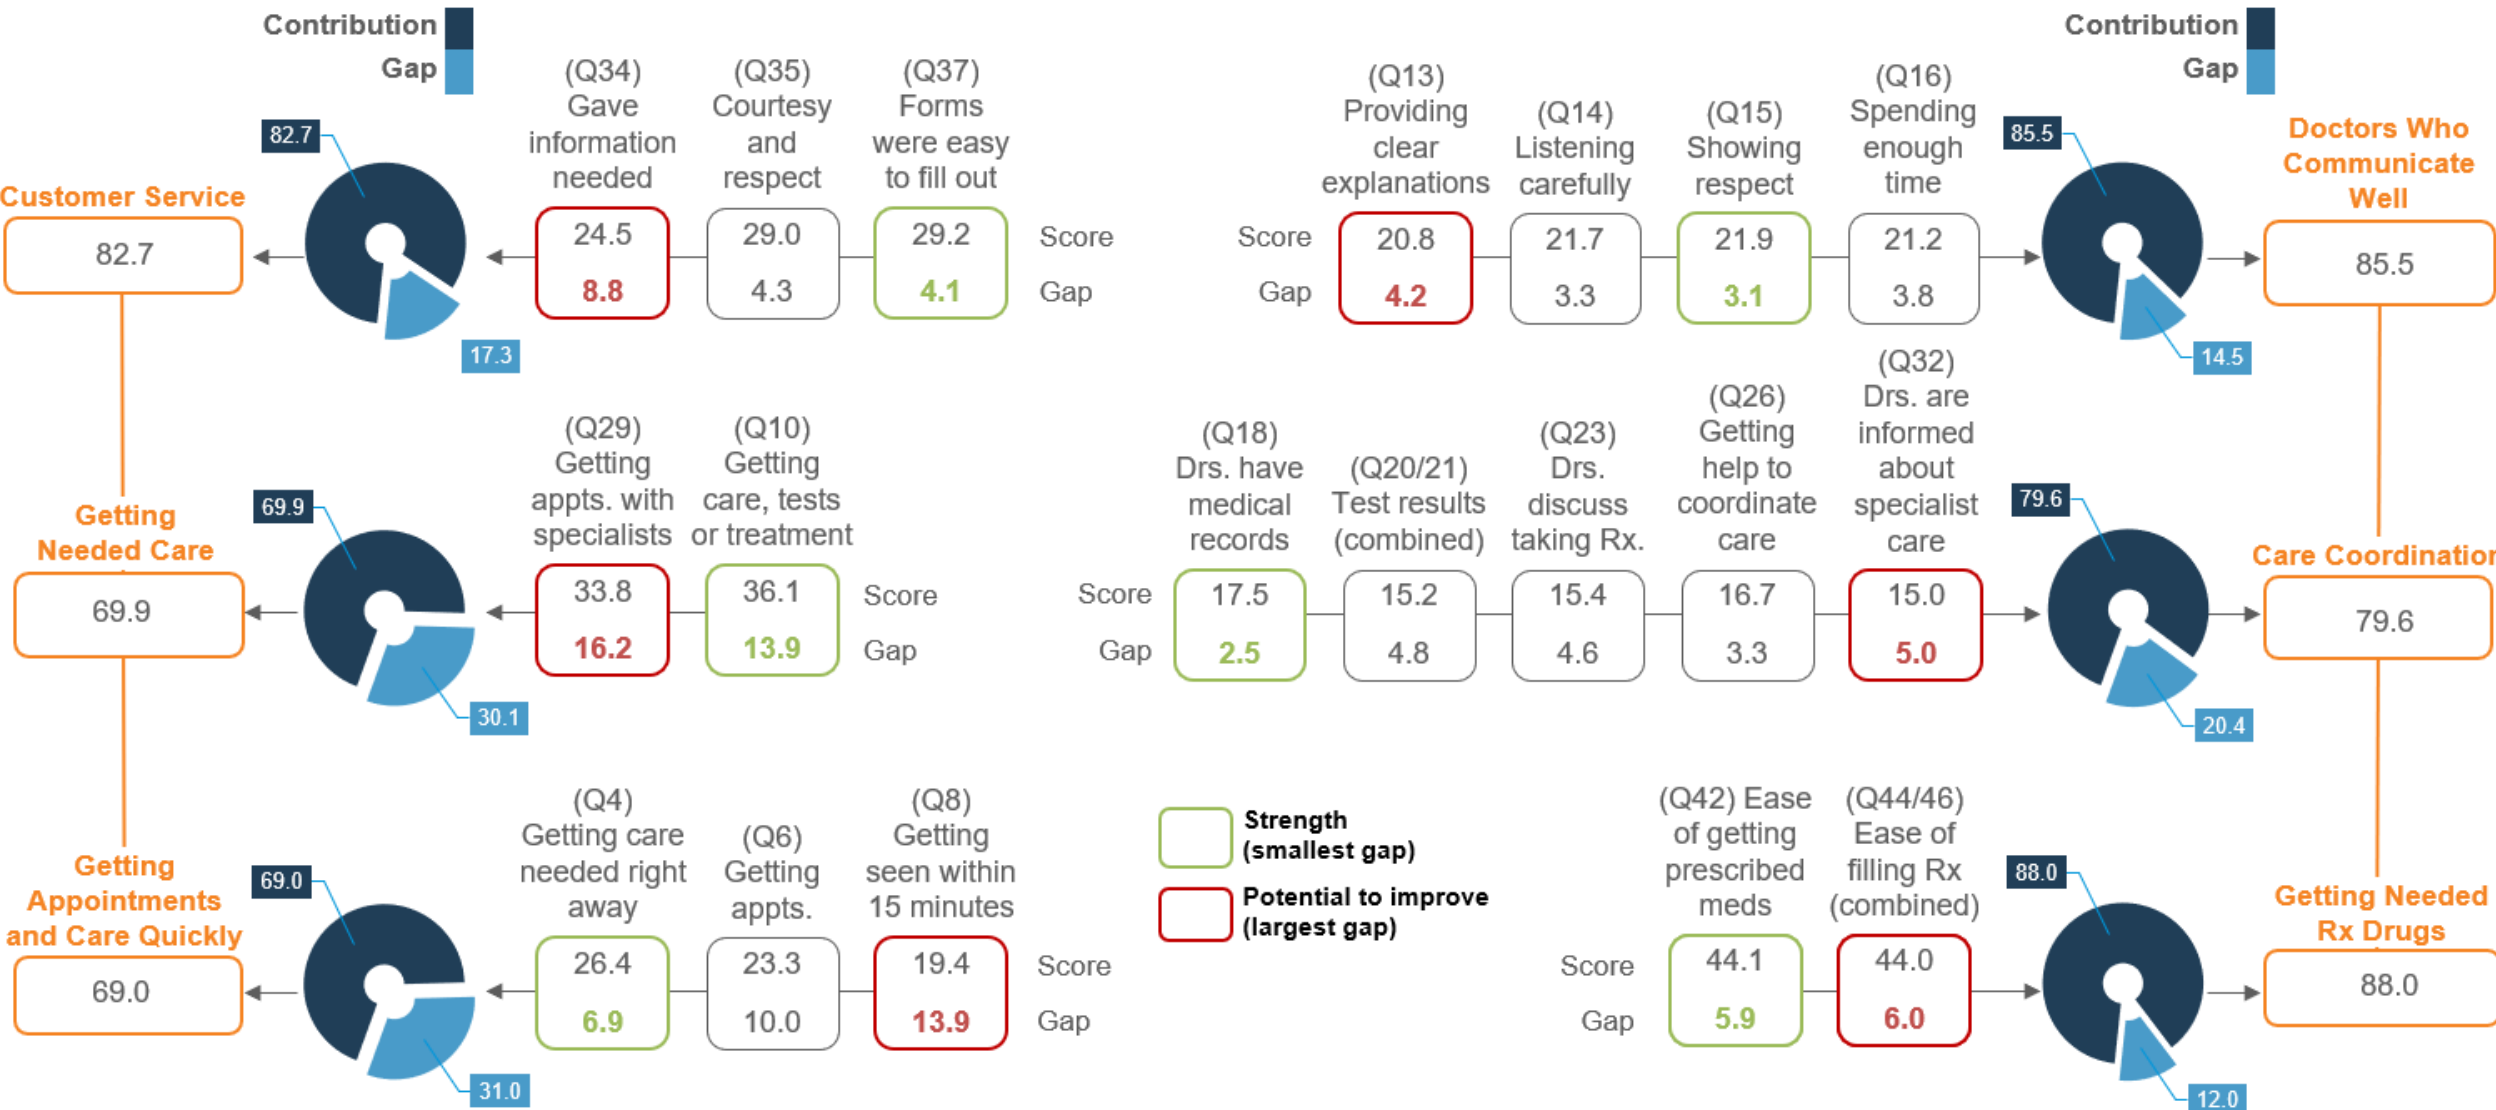 Contribution
Gap
(Q34)
Gave
information
needed
(Q35)
Courtesy
and
respect
(Q37)
Forms
were easy
to fill out
82.7
Customer Service
82.7
24.5
8.8
29.0
4.3
29.2
4.1
Score
Gap
17.3
Contribution
Gap
(Q13)
Providing
clear
explanations
(Q14)
Listening
carefully
(Q15)
Showing
respect
(Q16)
Spending
enough
time
85.5
Doctors Who
Communicate
Well
Score
Gap
20.8
4.2
21.7
3.3
21.9
3.1
21.2
3.8
85.5
14.5
(Q29)
Getting
appts. with
specialists
(Q10)
Getting
care, tests
or treatment
69.9
Getting
Needed Care
69.9
33.8
16.2
36.1
13.9
Score
Gap
30.1
(Q18)
Drs. have
medical
records
(Q20/21)
Test results
(combined)
(Q23)
Drs.
discuss
taking Rx.
(Q26)
Getting
help to
coordinate
care
(Q32)
Drs. are
informed
about
specialist
care
79.6
Care Coordination
Score
Gap
17.5
2.5
15.2
4.8
15.4
4.6
16.7
3.3
15.0
5.0
79.6
20.4
(Q4)
Getting care
needed right
away
(Q6)
Getting
appts.
(Q8)
Getting
seen within
15 minutes
69.0
Getting
Appointments
and Care Quickly
69.0
26.4
6.9
23.3
10.0
19.4
13.9
Score
Gap
31.0
Strength
(smallest gap)
Potential to improve
(largest gap)
(Q42) Ease
of getting
prescribed
meds
(Q44/46)
Ease of
filling Rx
(combined)
88.0
Getting Needed
Rx Drugs
Score
Gap
44.1
5.9
44.0
6.0
88.0
12.0